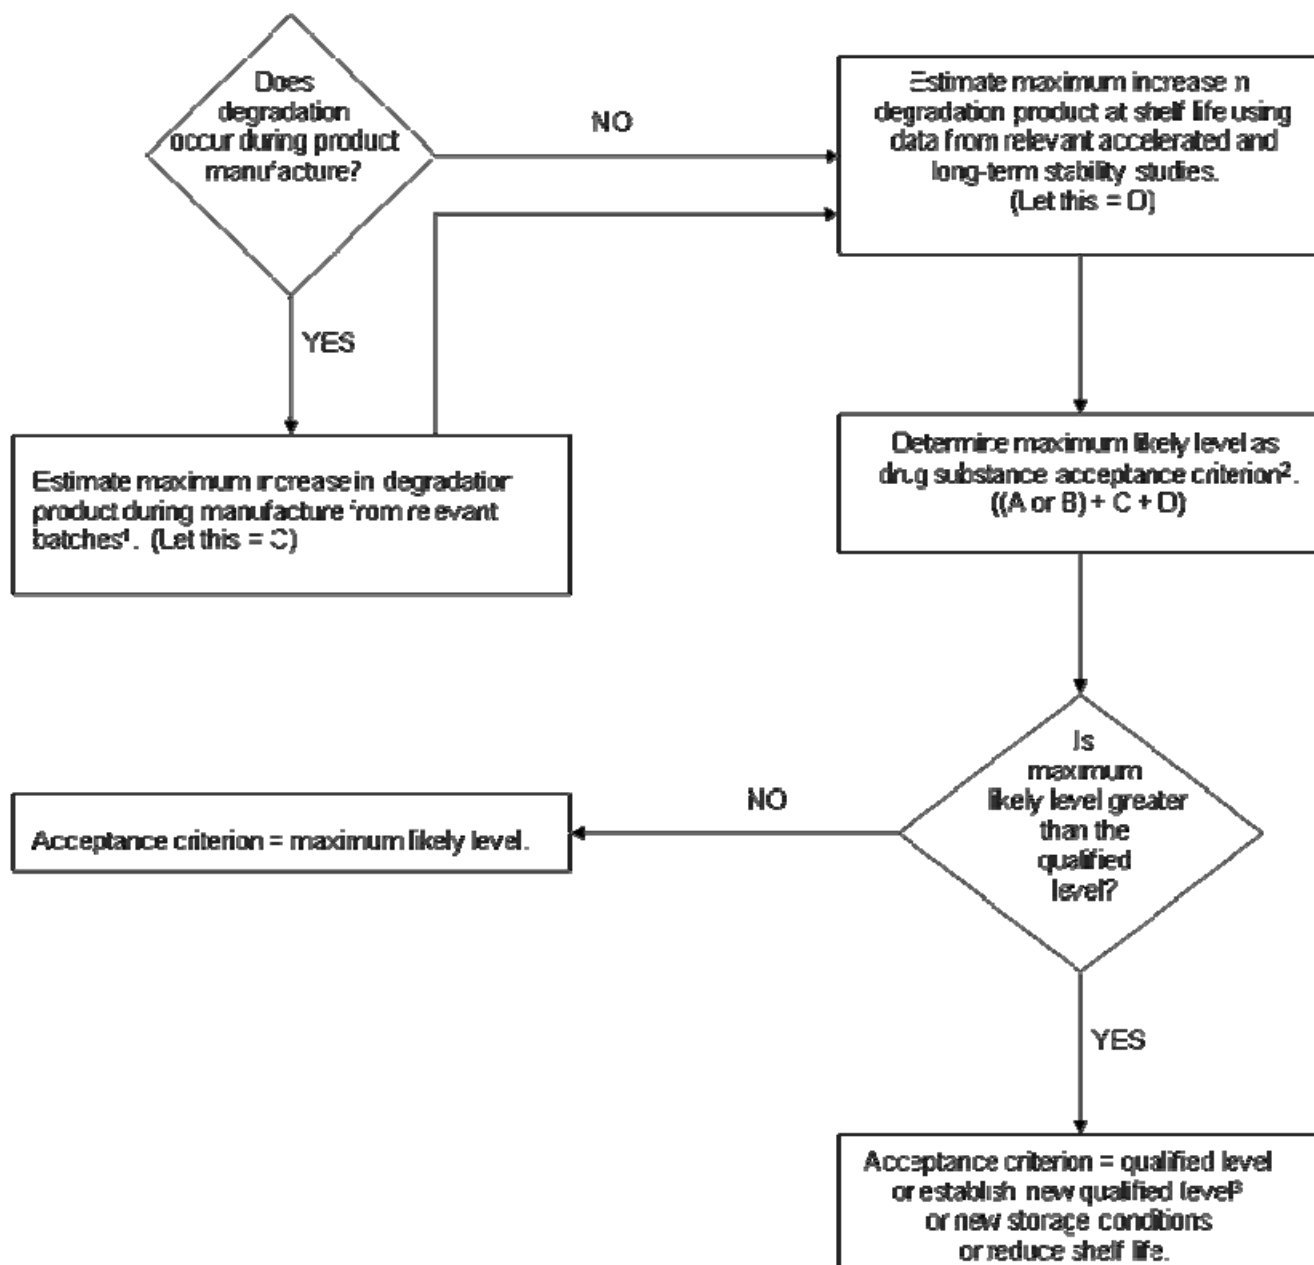 Does
degradation
occur during product
manufacture?
NO
Estimate maximum increase in
degradation product at shelf life using
data from relevant accelerated and
long-term stability studies.
(Let this = D)
YES
Estimate maximum increase in degradation
product during manufacture from relevant
batches¹. (Let this = C)
Determine maximum likely level as
drug substance acceptance criterion².
((A or B) + C + D)
Is
maximum
likely level greater
than the
qualified
level?
NO
Acceptance criterion = maximum likely level.
YES
Acceptance criterion = qualified level
or establish new qualified level³
or new storage conditions
or reduce shelf life.